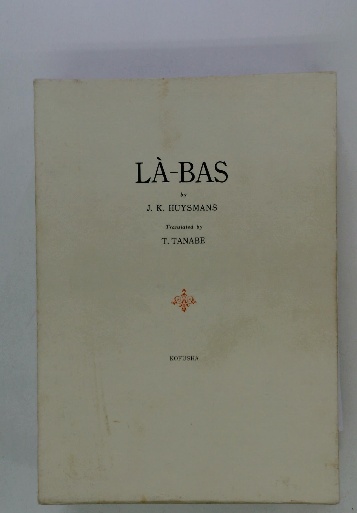 LÀ-BAS
by
J. K. HUYSMANS
Translated by
T. TANABE
KOFUSHA